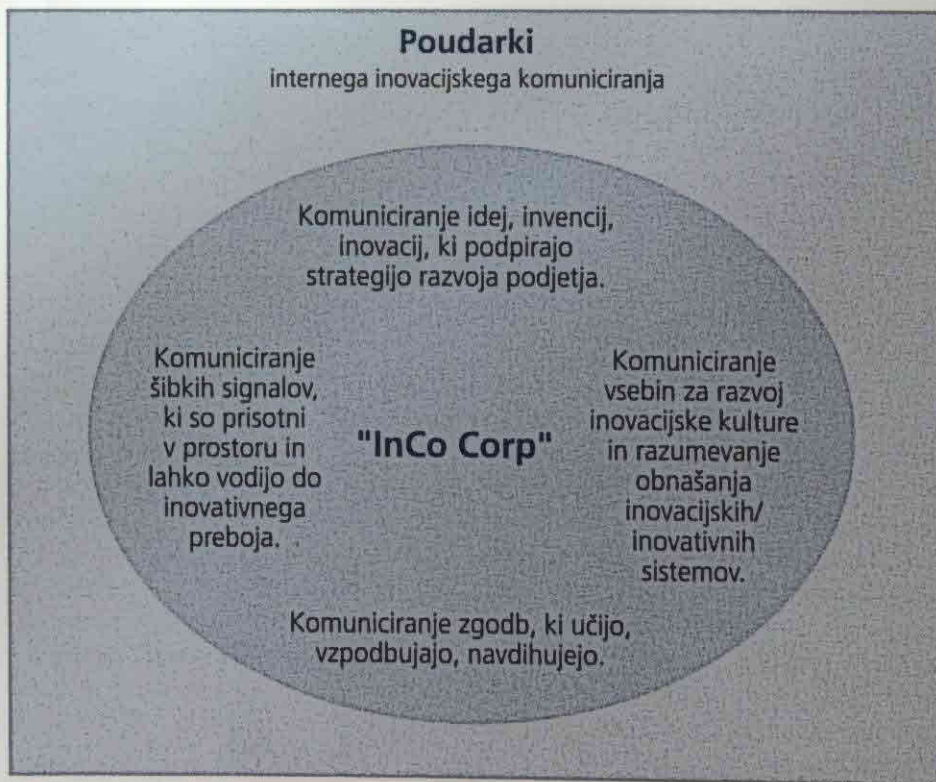 Poudarki
internega inovacijskega komuniciranja
Komuniciranje idej, invencij,
inovacij, ki podpirajo
strategijo razvoja podjetja.
Komuniciranje
šibkih signalov,
ki so prisotni
v prostoru in
lahko vodijo do
inovativnega
preboja.
"InCo Corp"
Komuniciranje
vsebin za razvoj
inovacijske kulture
in razumevanje
obnašanja
inovacijskih/
inovativnih
sistemov.
Komuniciranje zgodb, ki učijo,
vzpodbujajo, navdihujejo.